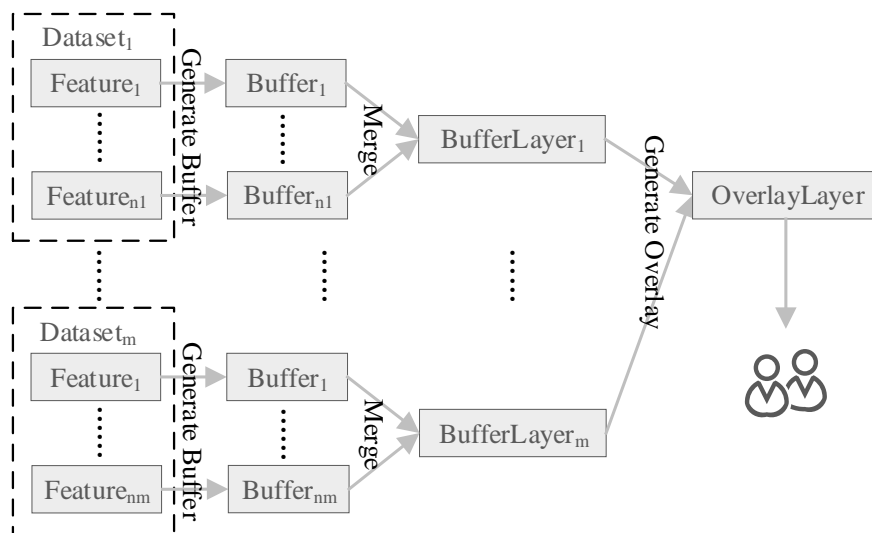 Dataset₁
Feature₁
Generate Buffer
Buffer₁
Merge
BufferLayer₁
Generate Overlay
OverlayLayer
Featureₙ₁
Bufferₙ₁
Datasetₘ
Feature₁
Generate Buffer
Buffer₁
Merge
BufferLayerₘ
Featureₙₘ
Bufferₙₘ